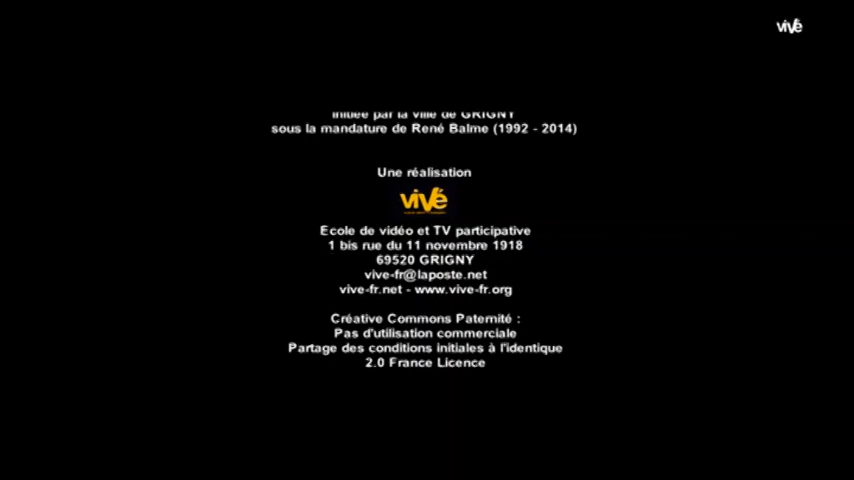 vivé
initiée par la ville de GRIGNY
sous la mandature de René Balme (1992 - 2014)
Une réalisation
vivé
Ecole de vidéo et TV participative
1 bis rue du 11 novembre 1918
69520 GRIGNY
vive-fr@laposte.net
vive-fr.net - www.vive-fr.org
Créative Commons Paternité :
Pas d'utilisation commerciale
Partage des conditions initiales à l'identique
2.0 France Licence